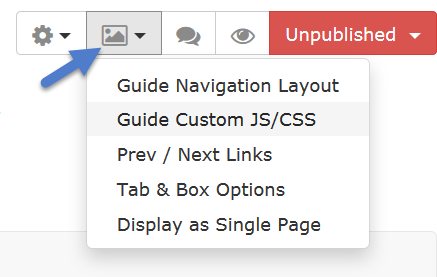 Unpublished
Guide Navigation Layout
Guide Custom JS/CSS
Prev / Next Links
Tab & Box Options
Display as Single Page